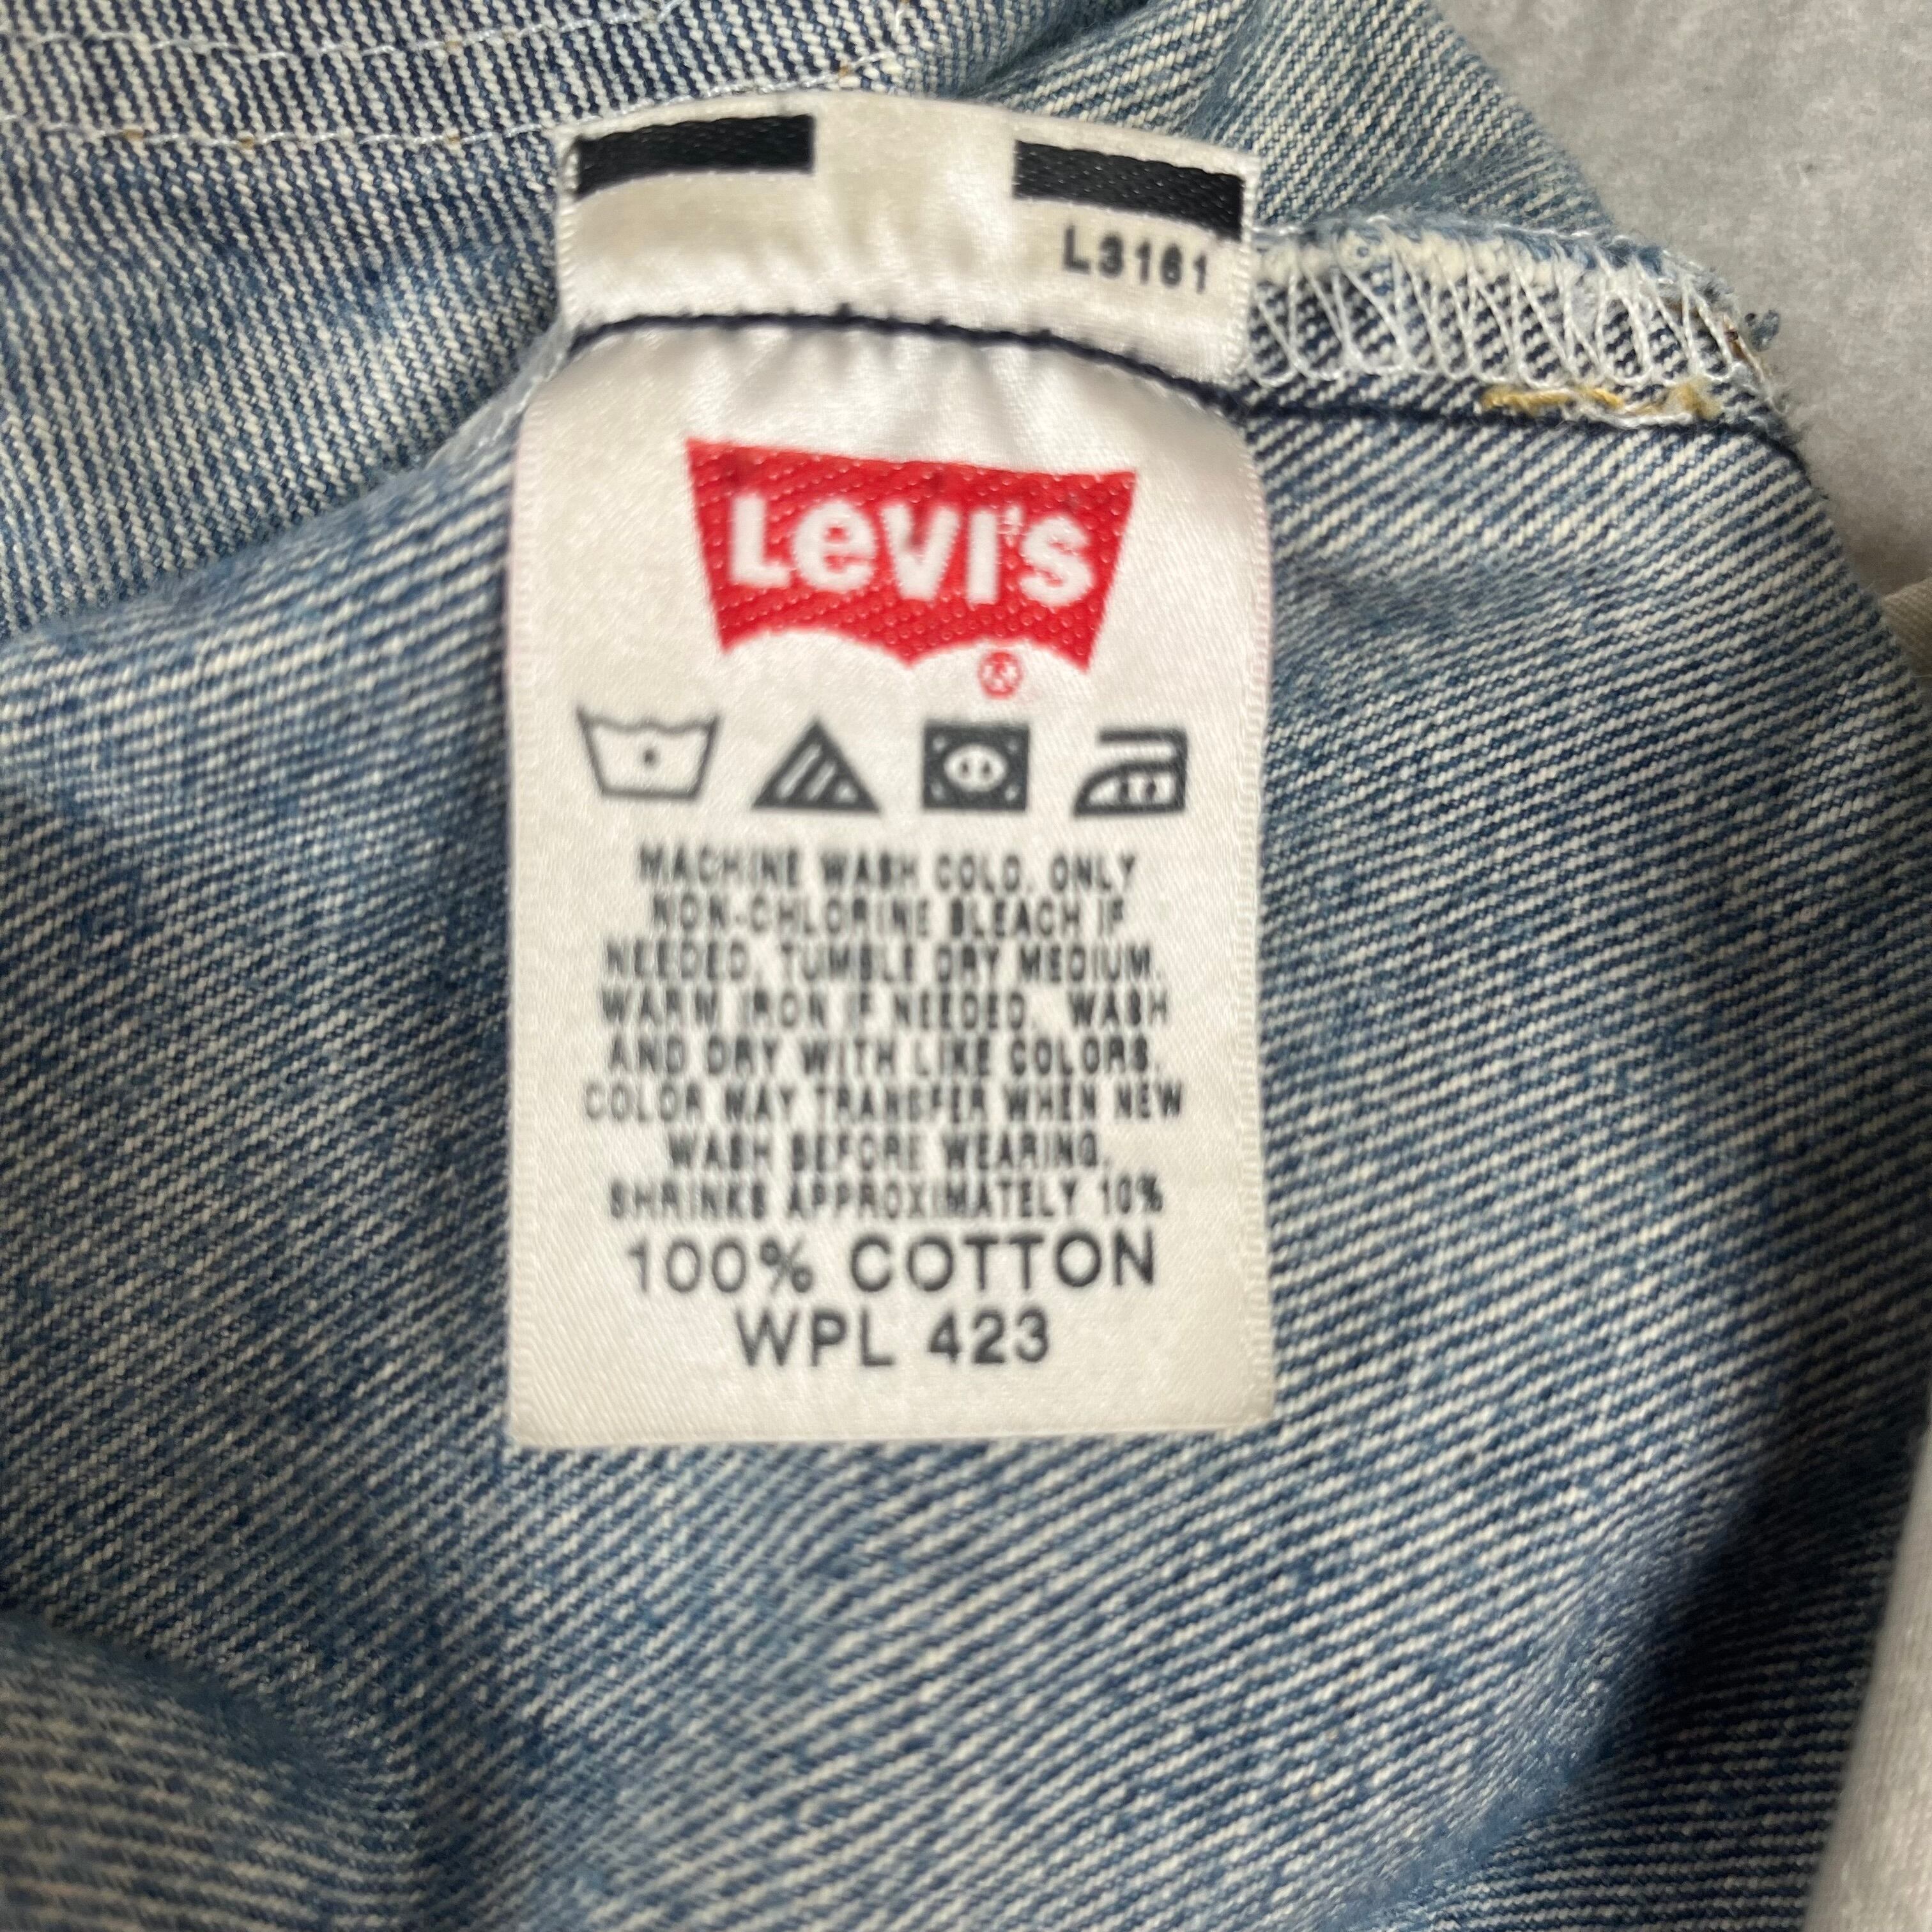 L3161
Levi's
®
MACHINE WASH COLD. ONLY
NON-CHLORINE BLEACH IF
NEEDED. TUMBLE DRY MEDIUM.
WARM IRON IF NEEDED. WASH
AND DRY WITH LIKE COLORS.
COLOR MAY TRANSFER WHEN NEW
WASH BEFORE WEARING.
SHRINKS APPROXIMATELY 10%
100% COTTON
WPL 423